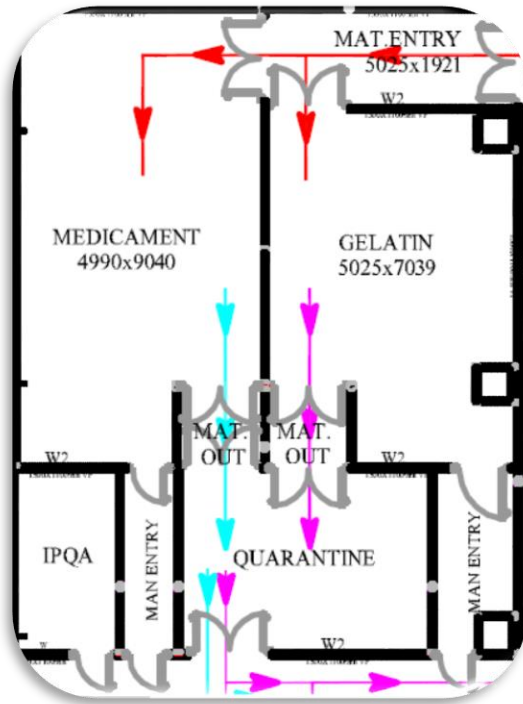 MAT.ENTRY
5025x1921
W2
MEDICAMENT
4990x9040
GELATIN
5025x7039
MAT.
OUT
MAT.
OUT
W2
W2
IPQA
MAN ENTRY
QUARANTINE
MAN ENTRY
W2
W